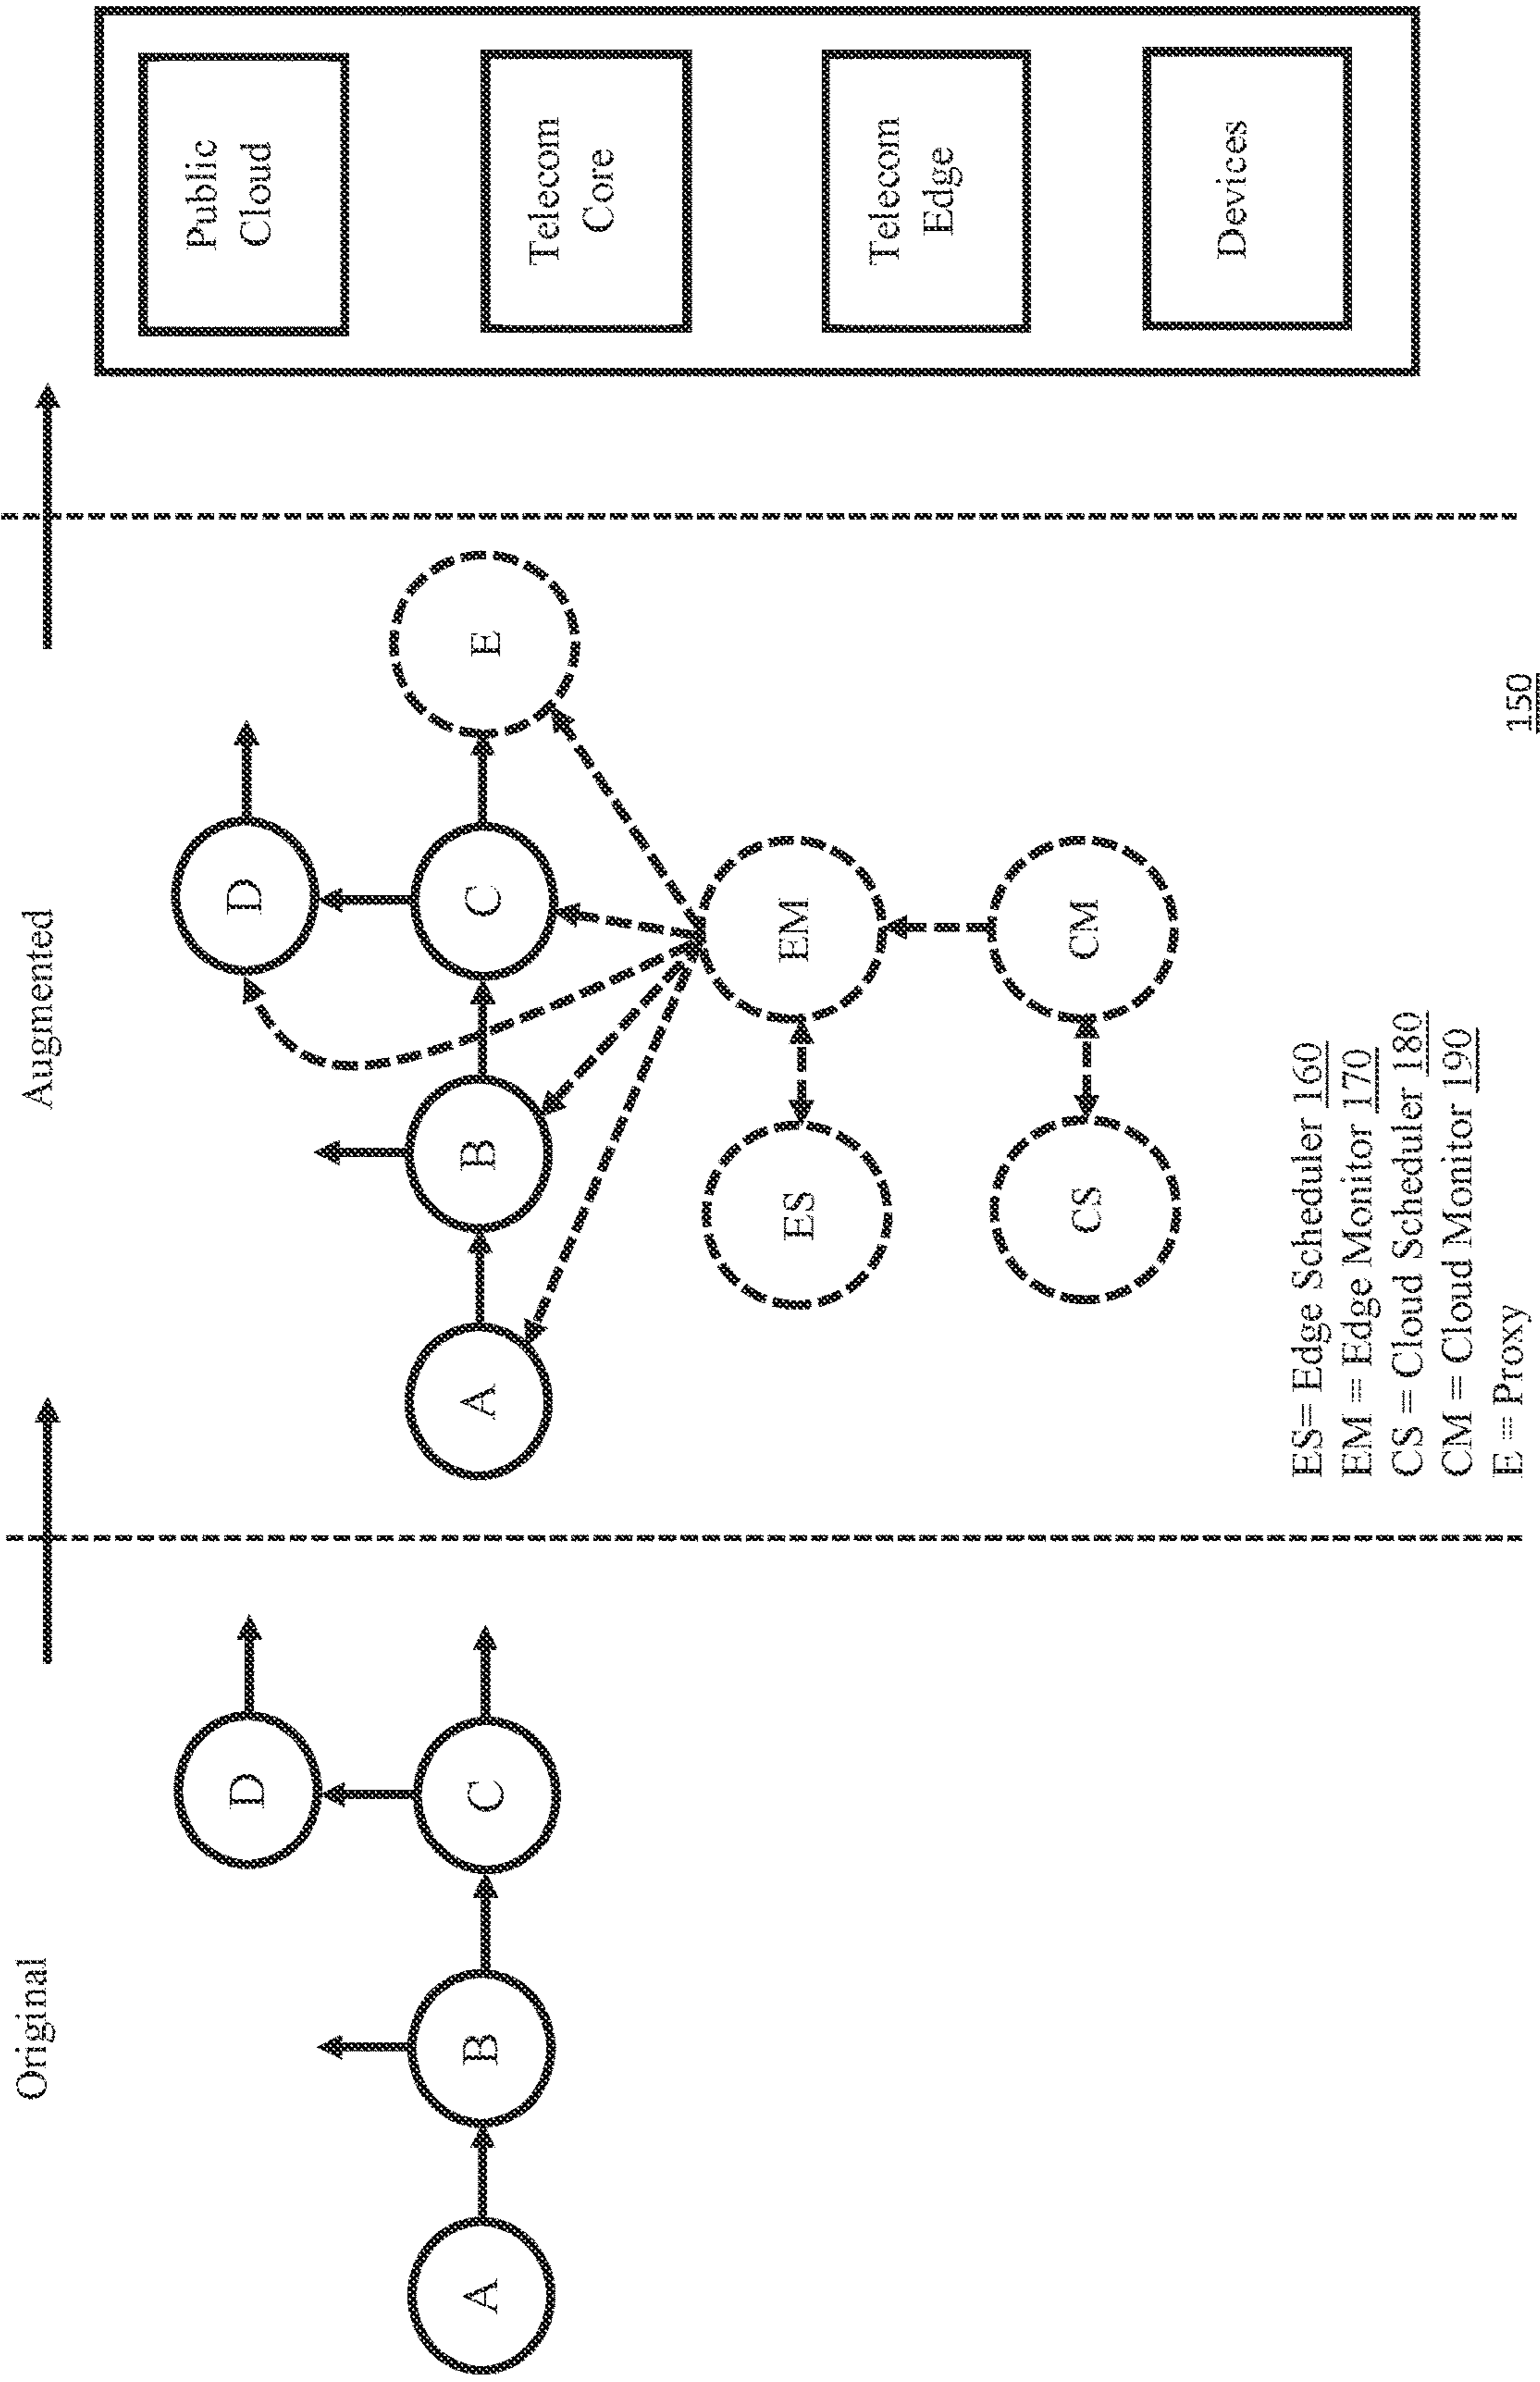 Original
D
A
B
C
Augmented
D
A
B
C
E
ES
EM
CS
CM
ES= Edge Scheduler 160
EM = Edge Monitor 170
CS = Cloud Scheduler 180
CM = Cloud Monitor 190
E = Proxy
150
Public
Cloud
Telecom
Core
Telecom
Edge
Devices